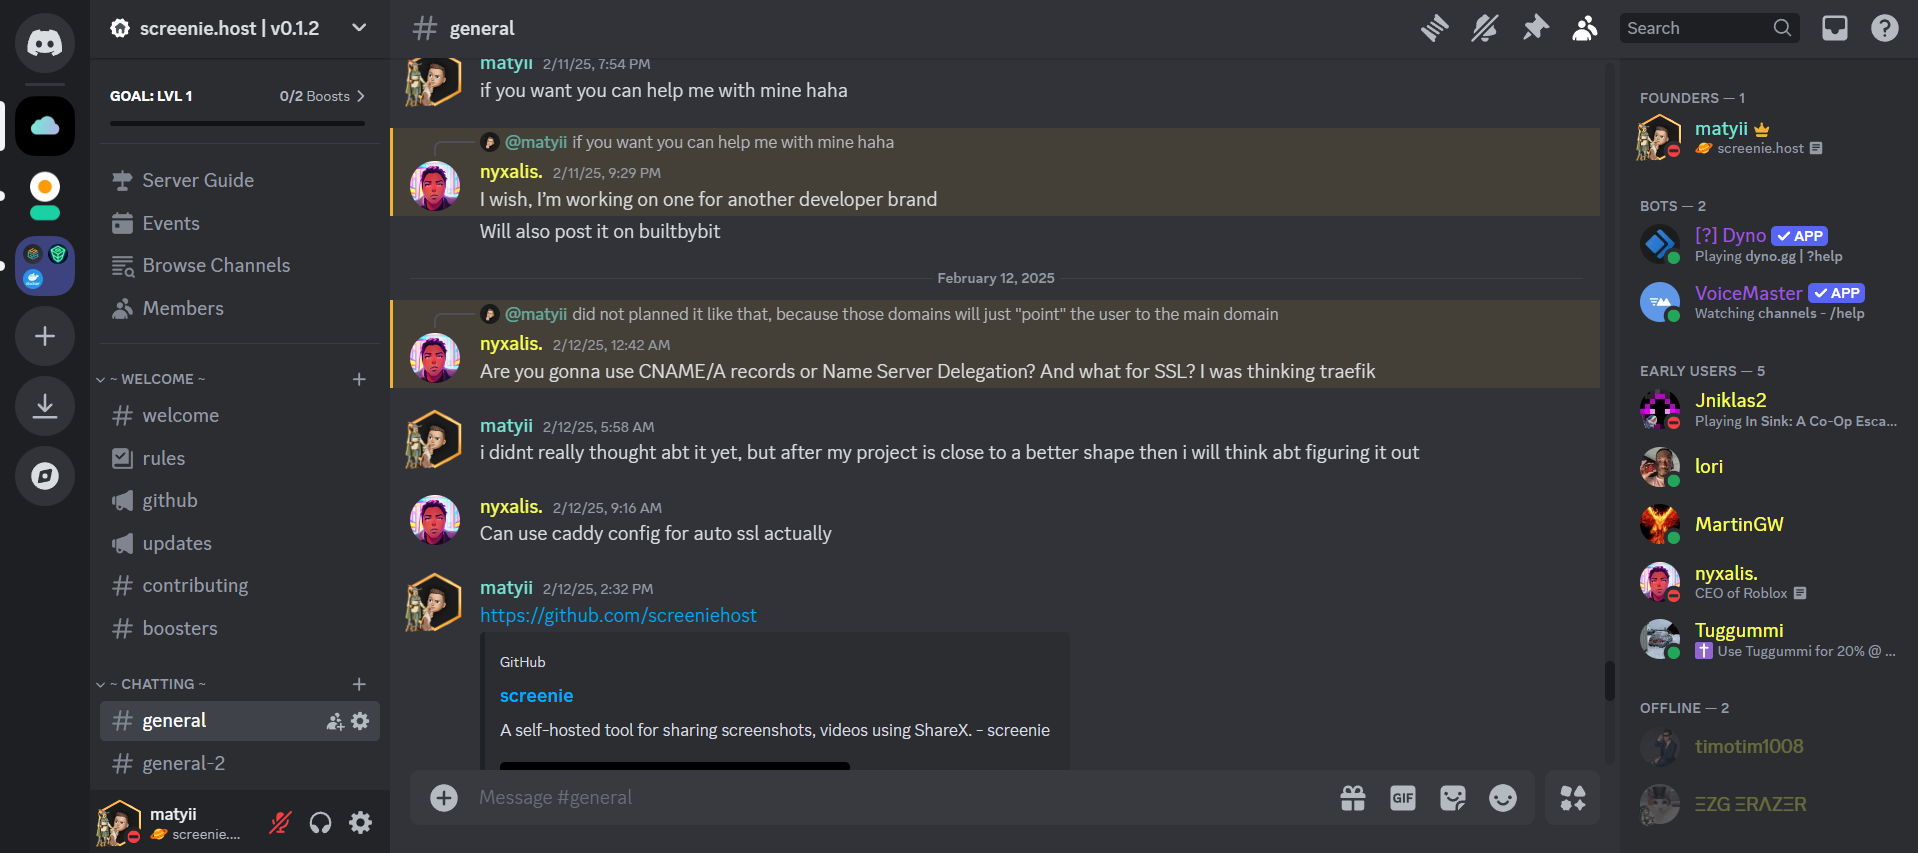 screenie.host | v0.1.2
GOAL: LVL 1
0/2 Boosts
Server Guide
Events
Browse Channels
Members
~ WELCOME ~
welcome
rules
github
updates
contributing
boosters
~ CHATTING ~
general
general-2
matyii
screenie....
general
Search
matyii 2/11/25, 7:54 PM
if you want you can help me with mine haha
@matyii if you want you can help me with mine haha
nyxalis. 2/11/25, 9:29 PM
I wish, I'm working on one for another developer brand
Will also post it on builtbybit
February 12, 2025
@matyii did not planned it like that, because those domains will just "point" the user to the main domain
nyxalis. 2/12/25, 12:42 AM
Are you gonna use CNAME/A records or Name Server Delegation? And what for SSL? I was thinking traefik
matyii 2/12/25, 5:58 AM
i didnt really thought abt it yet, but after my project is close to a better shape then i will think abt figuring it out
nyxalis. 2/12/25, 9:16 AM
Can use caddy config for auto ssl actually
matyii 2/12/25, 2:32 PM
https://github.com/screeniehost
GitHub
screenie
A self-hosted tool for sharing screenshots, videos using ShareX. - screenie
Message #general
GIF
FOUNDERS — 1
matyii
screenie.host
BOTS — 2
[?] Dyno APP
Playing dyno.gg | ?help
VoiceMaster APP
Watching channels - /help
EARLY USERS — 5
Jniklas2
Playing In Sink: A Co-Op Esca...
lori
MartinGW
nyxalis.
CEO of Roblox
Tuggummi
Use Tuggummi for 20% @ ...
OFFLINE — 2
timotim1008
ΞZG ΞRΛZΞR